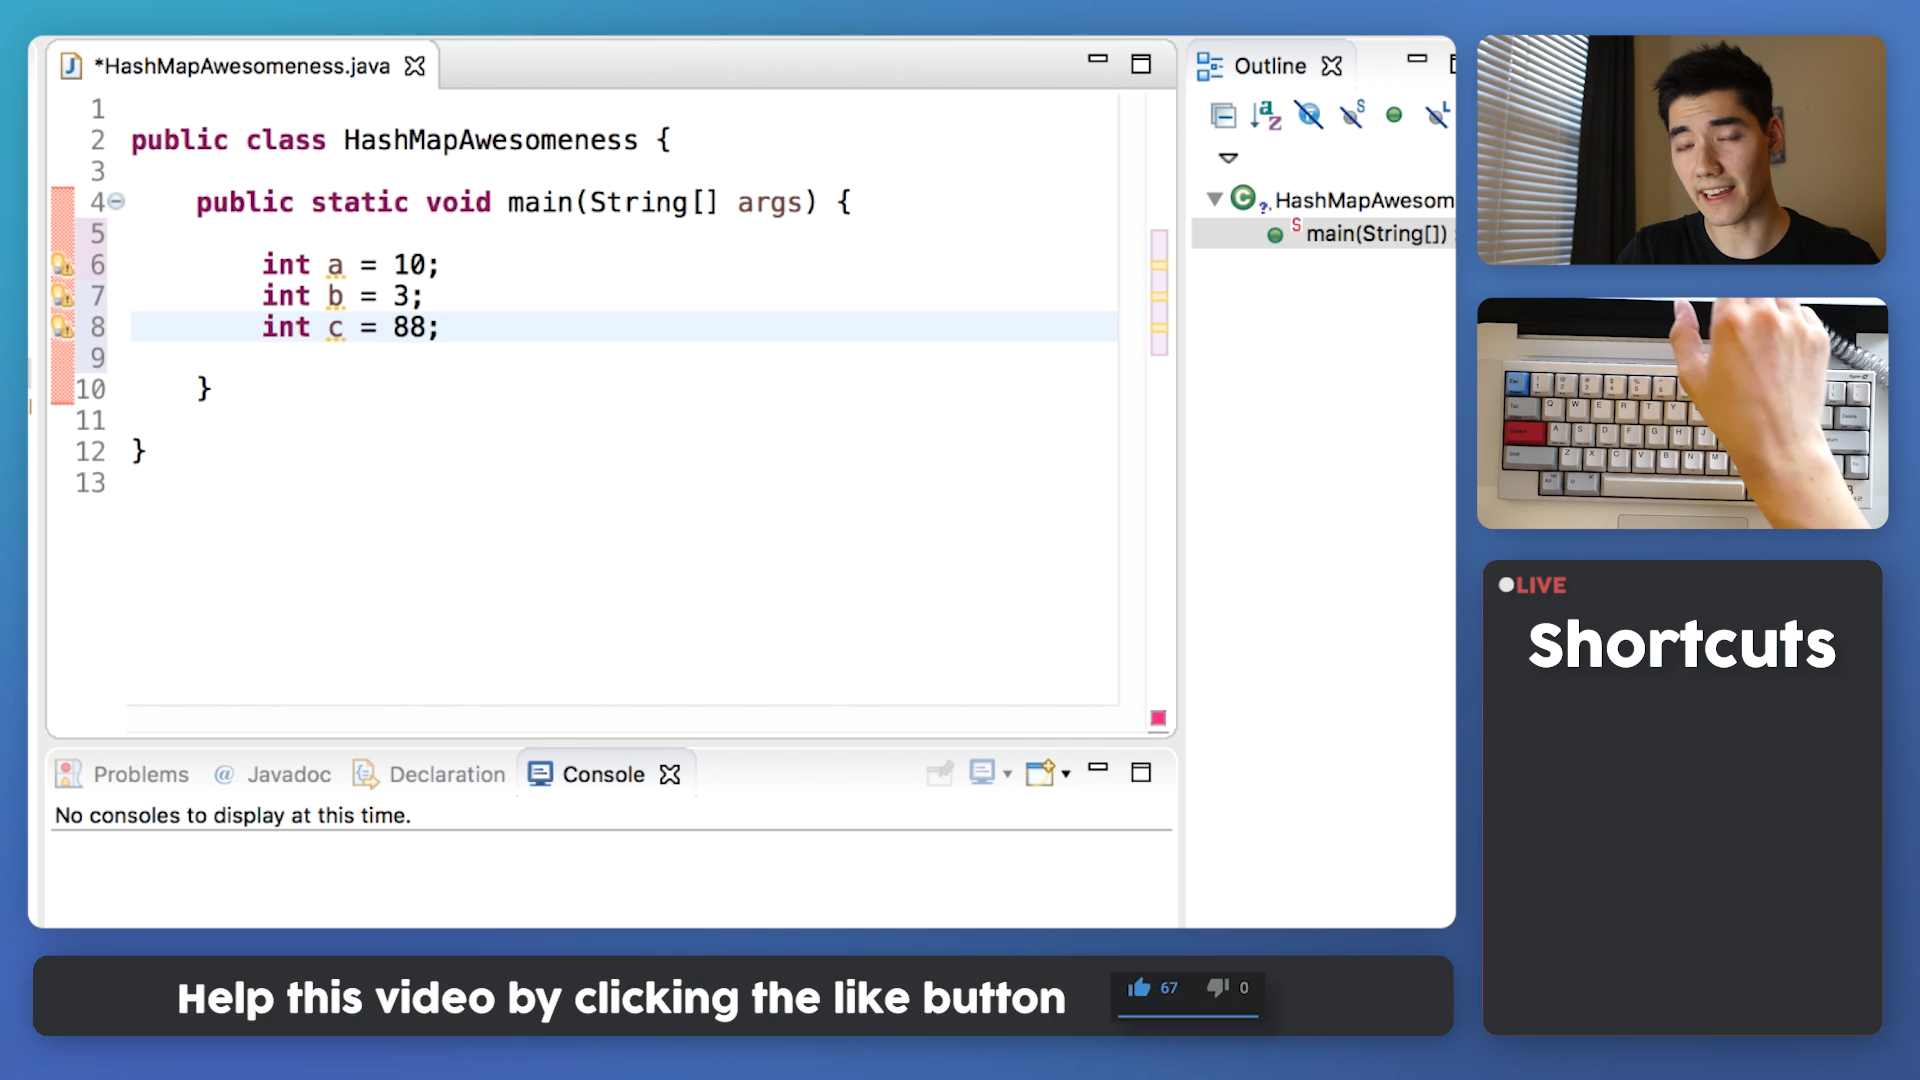 *HashMapAwesomeness.java
1
2 public class HashMapAwesomeness {
3
4 public static void main(String[] args) {
5
6 int a = 10;
7 int b = 3;
8 int c = 88;
9
10 }
11
12 }
13
Outline
HashMapAwesom
main(String[])
Problems @ Javadoc Declaration Console
No consoles to display at this time.
LIVE
Shortcuts
Help this video by clicking the like button 67 0